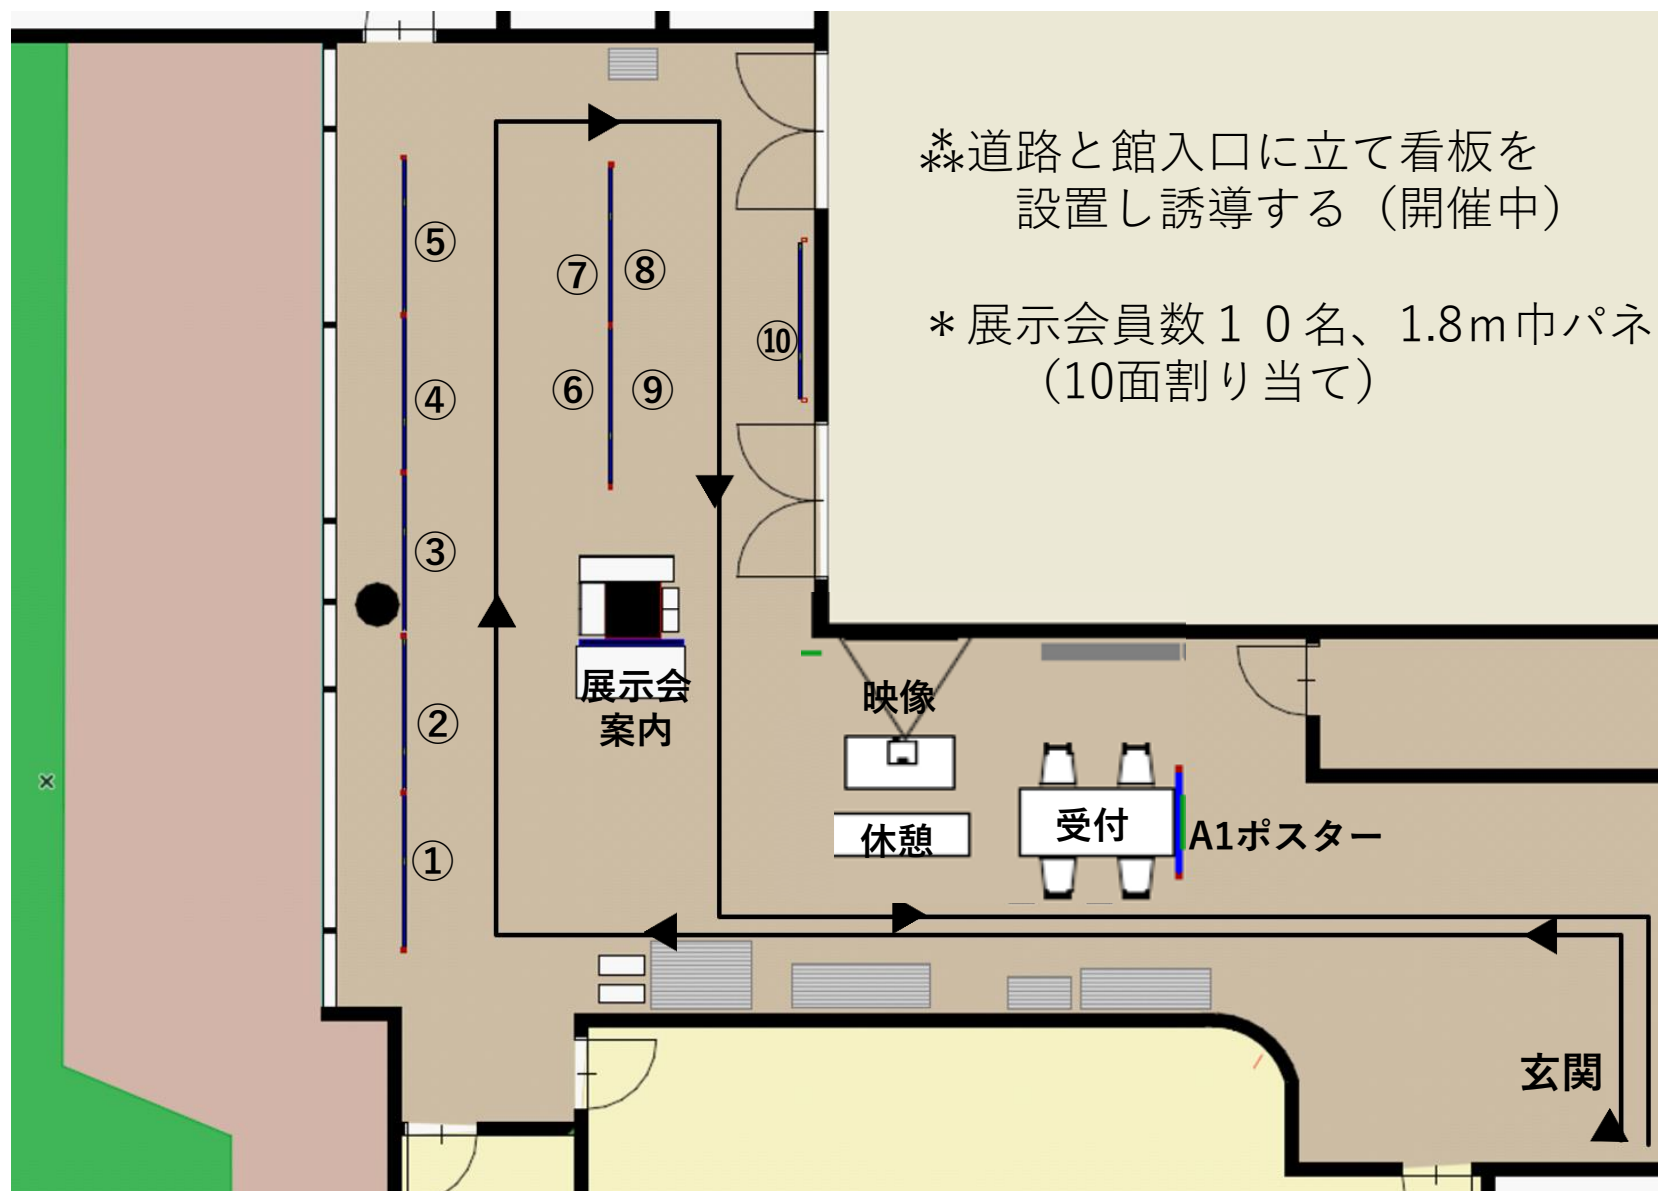 ⁂道路と館入口に立て看板を
設置し誘導する（開催中）
＊展示会員数１０名、1.8ｍ巾パネ
（10面割り当て）
⑤
⑦
⑧
⑩
④
⑥
⑨
③
展示会
案内
映像
②
受付
A1ポスター
休憩
①
玄関